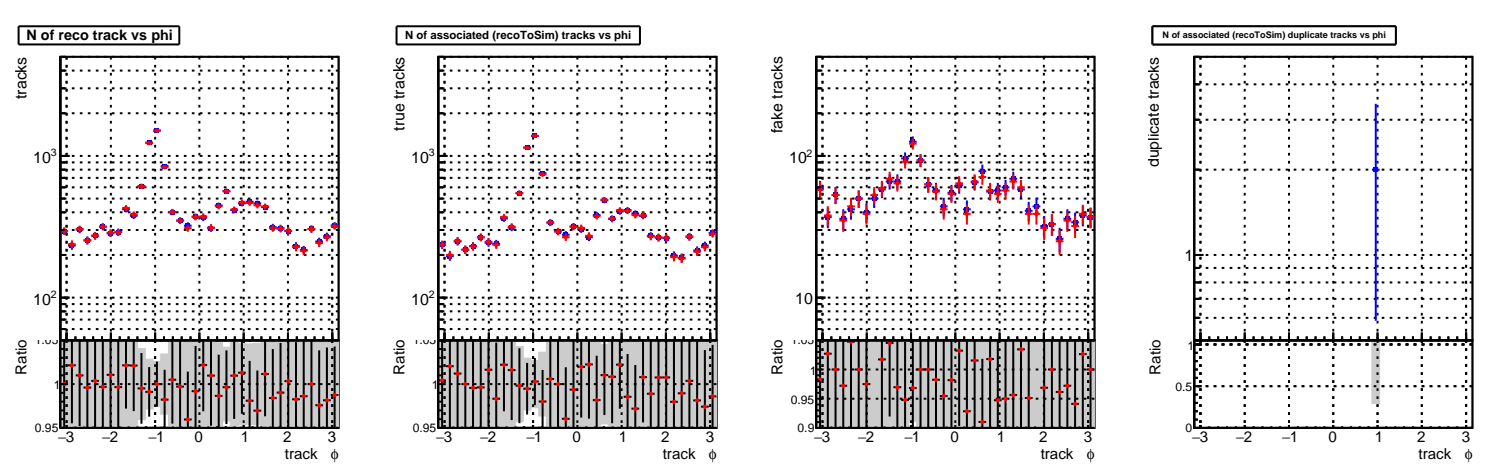 N of reco track vs phi
tracks
10³
10²
Ratio
1.05
1
0.95
−3 −2 −1 0 1 2 3
track φ
N of associated (recoToSim) tracks vs phi
true tracks
10³
10²
Ratio
1.05
1
0.95
−3 −2 −1 0 1 2 3
track φ
fake tracks
10²
10
Ratio
1
0.95
0.9
−3 −2 −1 0 1 2 3
track φ
N of associated (recoToSim) duplicate tracks vs phi
duplicate tracks
1
Ratio
1
0.5
0
−3 −2 −1 0 1 2 3
track φ